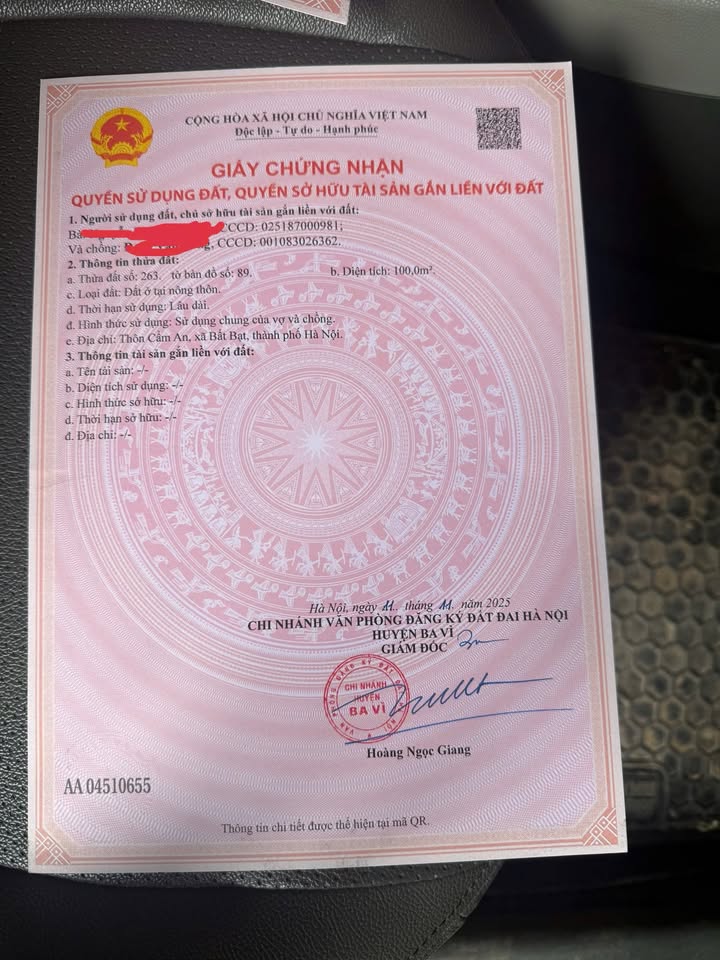 CỘNG HÒA XÃ HỘI CHỦ NGHĨA VIỆT NAM
Độc lập - Tự do - Hạnh phúc
GIẤY CHỨNG NHẬN
QUYỀN SỬ DỤNG ĐẤT, QUYỀN SỞ HỮU TÀI SẢN GẮN LIỀN VỚI ĐẤT
1. Người sử dụng đất, chủ sở hữu tài sản gắn liền với đất:
Bà CCCD: 025187000981;
Và chồng: CCCD: 001083026362.
2. Thông tin thửa đất:
a. Thửa đất số: 263. tờ bản đồ số: 89. b. Diện tích: 100,0m².
c. Loại đất: Đất ở tại nông thôn.
d. Thời hạn sử dụng: Lâu dài.
đ. Hình thức sử dụng: Sử dụng chung của vợ và chồng.
e. Địa chỉ: Thôn Cẩm An, xã Bất Bạt, thành phố Hà Nội.
3. Thông tin tài sản gắn liền với đất:
a. Tên tài sản: -/-
b. Diện tích sử dụng: -/-
c. Hình thức sở hữu: -/-
d. Thời hạn sở hữu: -/-
đ. Địa chỉ: -/-
Hà Nội, ngày 11 tháng 11 năm 2025
CHI NHÁNH VĂN PHÒNG ĐĂNG KÝ ĐẤT ĐAI HÀ NỘI
HUYỆN BA VÌ
GIÁM ĐỐC
CHI NHÁNH
HUYỆN
BA VÌ
Hoàng Ngọc Giang
AA 04510655
Thông tin chi tiết được thể hiện tại mã QR.